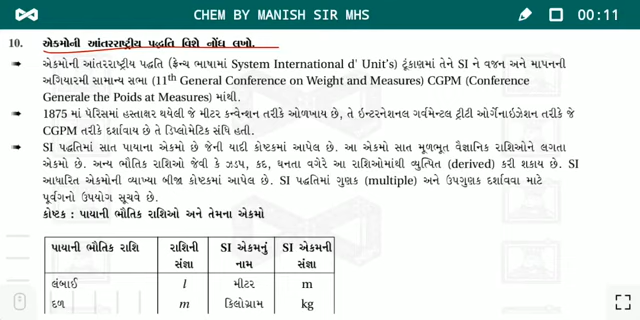 CHEM BY MANISH SIR MHS
00:11
10. એકમોની આંતરરાષ્ટ્રીય પદ્ધતિ વિશે નોંધ લખો.
એકમોની આંતરરાષ્ટ્રીય પદ્ધતિ (ફ્રેન્ચ ભાષામાં System International d' Unit's) ટૂંકાણમાં તેને SI ને વજન અને માપનની
અગિયારમી સામાન્ય સભા (11th General Conference on Weight and Measures) CGPM (Conference
Generale the Poids at Measures) માંથી.
1875 માં પેરિસમાં હસ્તાક્ષર થયેલી જે મીટર કન્વેન્શન તરીકે ઓળખાય છે, તે ઇન્ટરનેશનલ ગર્વમેન્ટલ ટ્રીટી ઓર્ગેનાઇઝેશન તરીકે જે
CGPM તરીકે દર્શાવાય છે તે ડિપ્લોમેટિક સંધિ હતી.
SI પદ્ધતિમાં સાત પાયાના એકમો છે જેની યાદી કોષ્ટકમાં આપેલ છે. આ એકમો સાત મૂળભૂત વૈજ્ઞાનિક રાશિઓને લગતા
એકમો છે. અન્ય ભૌતિક રાશિઓ જેવી કે ઝડપ, કદ, ઘનતા વગેરે આ રાશિઓમાંથી વ્યુત્પિત (derived) કરી શકાય છે. SI
આધારિત એકમોની વ્યાખ્યા બીજા કોષ્ટકમાં આપેલ છે. SI પદ્ધતિમાં ગુણક (multiple) અને ઉપગુણક દર્શાવવા માટે
પૂર્વગનો ઉપયોગ સૂચવે છે.
કોષ્ટક : પાયાની ભૌતિક રાશિઓ અને તેમના એકમો
પાયાની ભૌતિક રાશિ રાશિની સંજ્ઞા SI એકમનું નામ SI એકમની સંજ્ઞા
લંબાઈ l મીટર m
દળ m કિલોગ્રામ kg